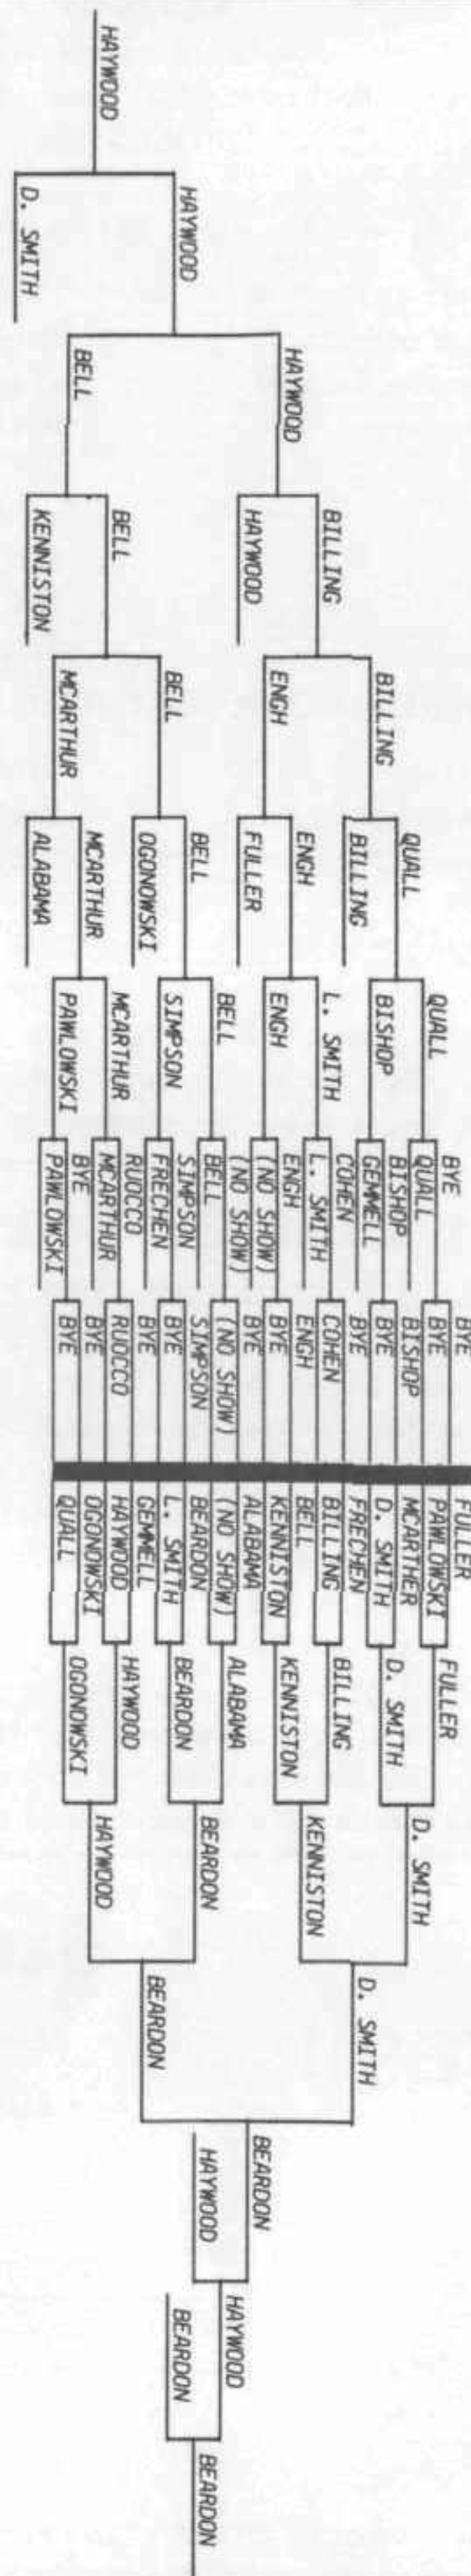 HAYWOOD
D. SMITH
HAYWOOD
BELL
HAYWOOD
KENNISTON
BELL
HAYWOOD
BILLING
MCARTHUR
BELL
ENGH
BILLING
ALABAMA
MCARTHUR
OGONOWSKI
BELL
FULLER
ENGH
BILLING
QUALL
PAWLOWSKI
MCARTHUR
SIMPSON
BELL
ENGH
L. SMITH
BISHOP
QUALL
PAWLOWSKI
BYE
MCARTHUR
RUOCCO
FRECHEN
SIMPSON
BELL
(NO SHOW)
(NO SHOW)
ENGH
L. SMITH
COHEN
GEMMELL
BISHOP
QUALL
BYE
BYE
BYE
RUOCCO
BYE
BYE
SIMPSON
(NO SHOW)
BYE
BYE
ENGH
COHEN
BYE
BYE
BISHOP
BYE
BYE
QUALL
OGONOWSKI
HAYWOOD
GEMMELL
L. SMITH
BEARDON
(NO SHOW)
ALABAMA
KENNISTON
BELL
BILLING
FRECHEN
D. SMITH
MCARTHER
PAWLOWSKI
FULLER
OGONOWSKI
HAYWOOD
BEARDON
ALABAMA
KENNISTON
BILLING
D. SMITH
FULLER
HAYWOOD
BEARDON
KENNISTON
D. SMITH
BEARDON
D. SMITH
HAYWOOD
BEARDON
BEARDON
HAYWOOD
BEARDON